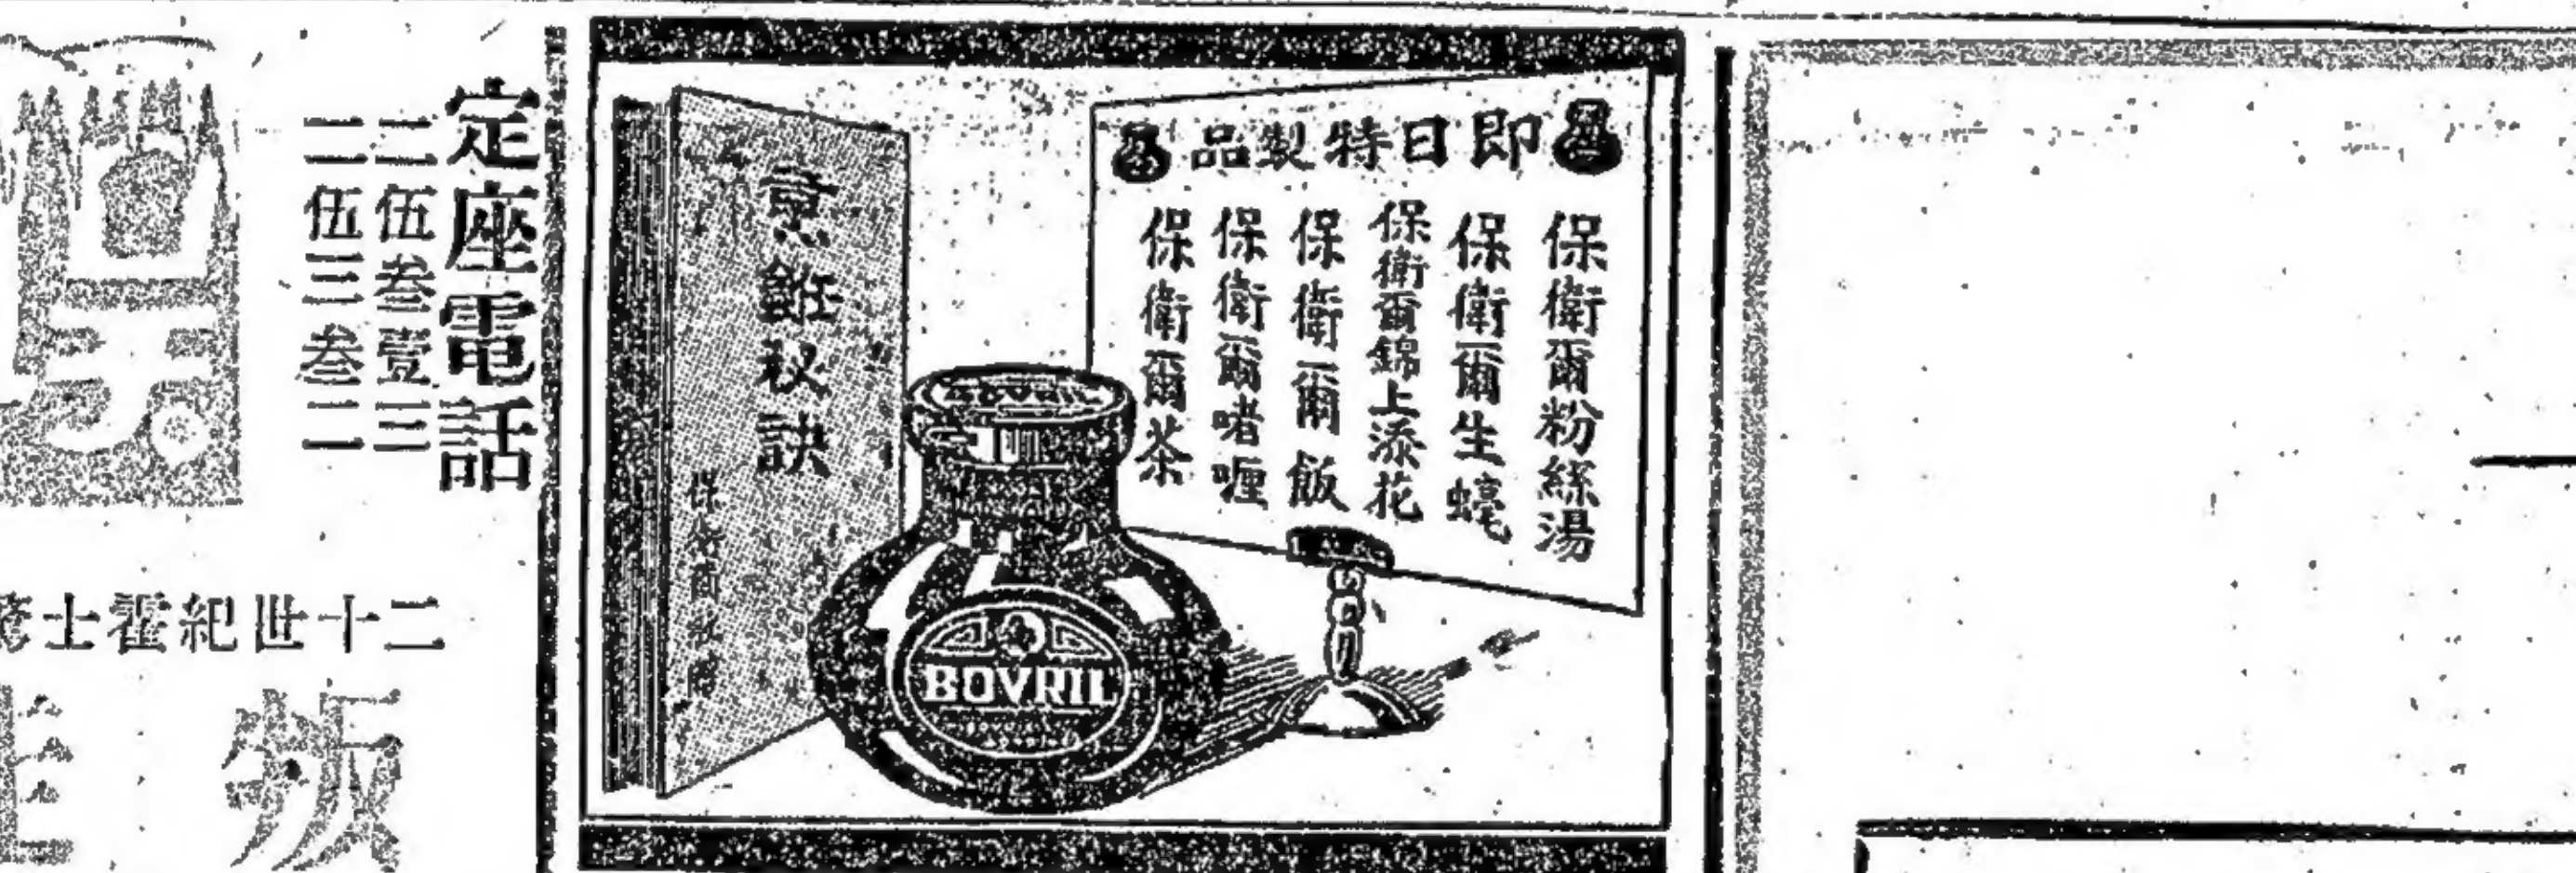 定座電話
二伍叁壹三
二伍三叁二
二十世紀霍士
叛
即日特製品
保衛爾粉絲湯
保衛爾生蠔
保衛爾錦上添花
保衛爾飯
保衛爾啫喱
保衛爾茶
烹飪秘訣
BOVRIL
BOVRIL